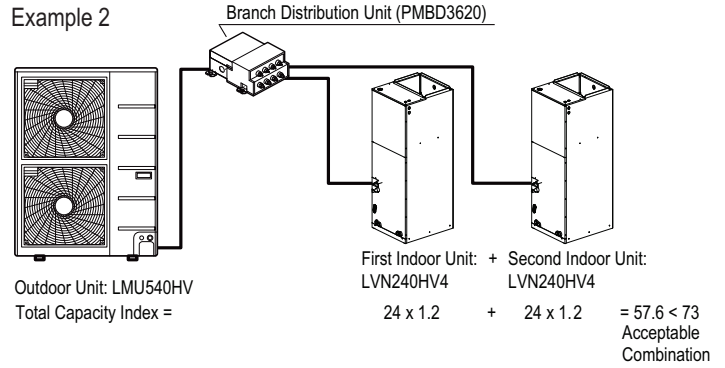 Example 2
Branch Distribution Unit (PMBD3620)
First Indoor Unit: + Second Indoor Unit:
LVN240HV4 LVN240HV4
Outdoor Unit: LMU540HV
Total Capacity Index = 24 x 1.2 + 24 x 1.2 = 57.6 < 73
Acceptable
Combination